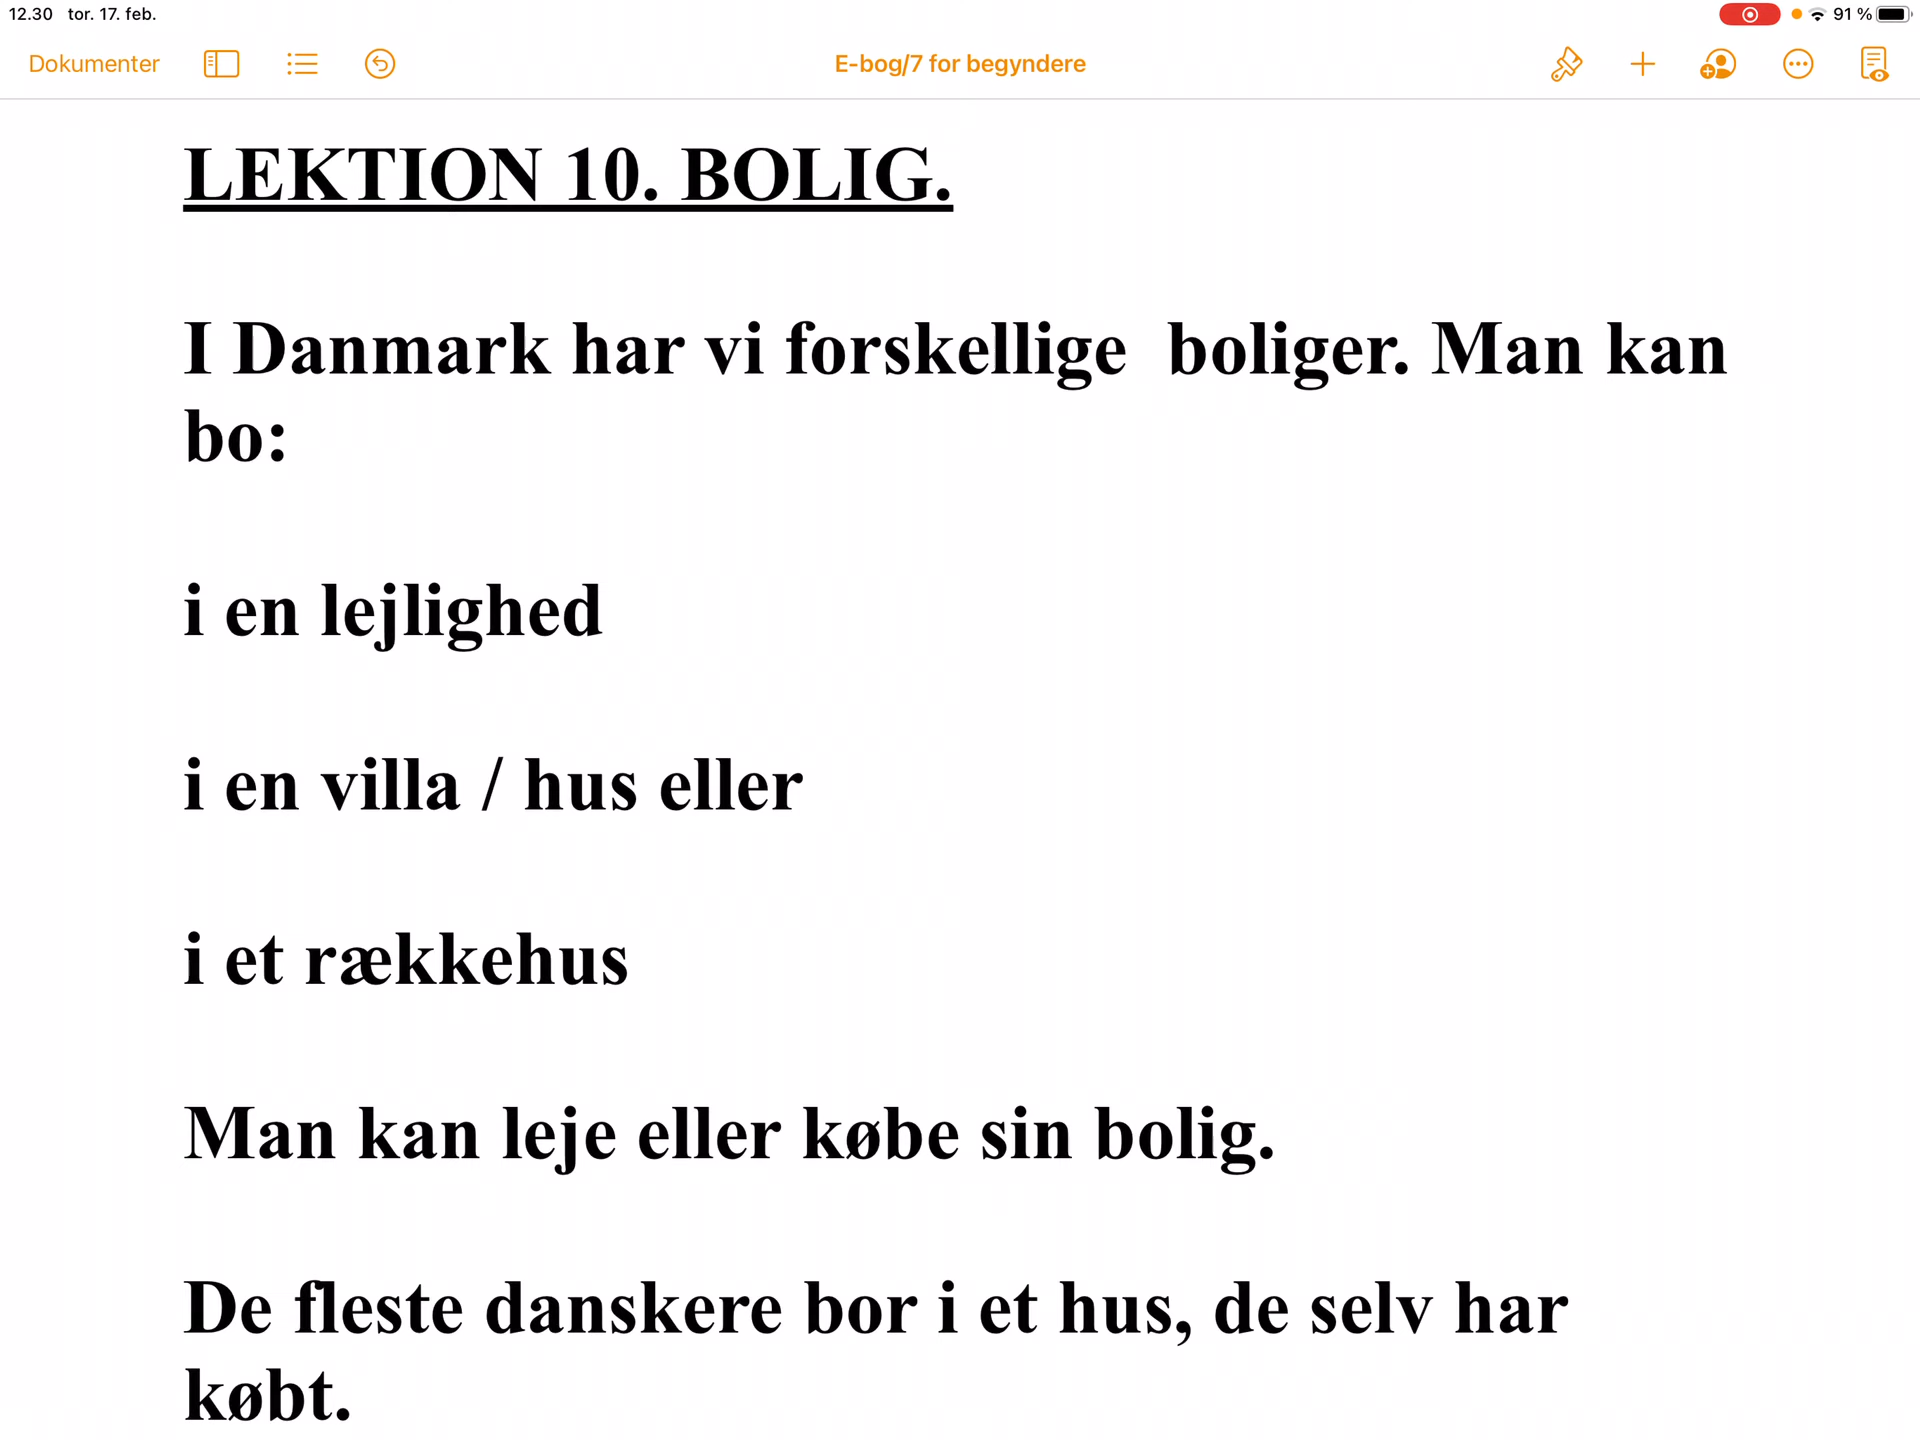 12.30 tor. 17. feb. 91 %
Dokumenter E-bog/7 for begyndere
LEKTION 10. BOLIG.
I Danmark har vi forskellige  boliger. Man kan
bo:
i en lejlighed
i en villa / hus eller
i et rækkehus
Man kan leje eller købe sin bolig.
De fleste danskere bor i et hus, de selv har
købt.